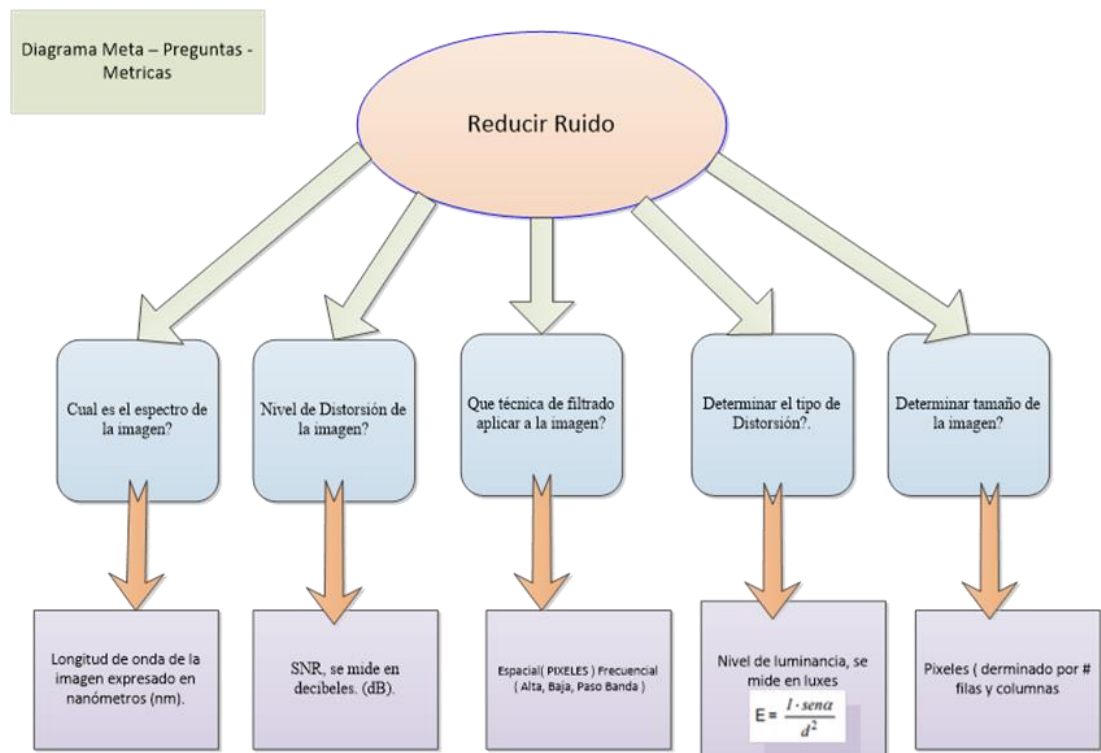 Diagrama Meta – Preguntas -
Metricas
Reducir Ruido
Cual es el espectro de
la imagen?
Nivel de Distorsión de
la imagen?
Que técnica de filtrado
aplicar a la imagen?
Determinar el tipo de
Distorsión?.
Determinar tamaño de
la imagen?
Longitud de onda de la
imagen expresado en
nanómetros (nm).
SNR, se mide en
decibeles. (dB).
Espacial( PIXELES ) Frecuencial
( Alta, Baja, Paso Banda )
Nivel de luminancia, se
mide en luxes
E = I · senα / d²
Pixeles ( derminado por #
filas y columnas